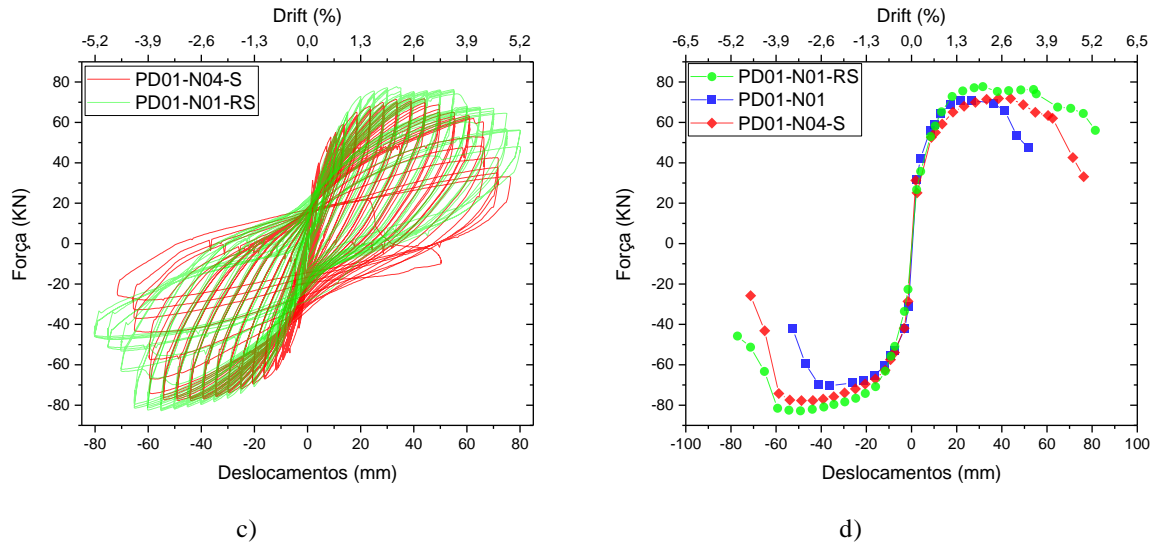 Drift (%)
-5,2 -3,9 -2,6 -1,3 0,0 1,3 2,6 3,9 5,2
PD01-N04-S
PD01-N01-RS
Força (KN)
80
60
40
20
0
-20
-40
-60
-80
-80 -60 -40 -20 0 20 40 60 80
Deslocamentos (mm)
c)
Drift (%)
-6,5 -5,2 -3,9 -2,6 -1,3 0,0 1,3 2,6 3,9 5,2 6,5
PD01-N01-RS
PD01-N01
PD01-N04-S
Força (KN)
80
60
40
20
0
-20
-40
-60
-80
-100 -80 -60 -40 -20 0 20 40 60 80 100
Deslocamentos (mm)
d)